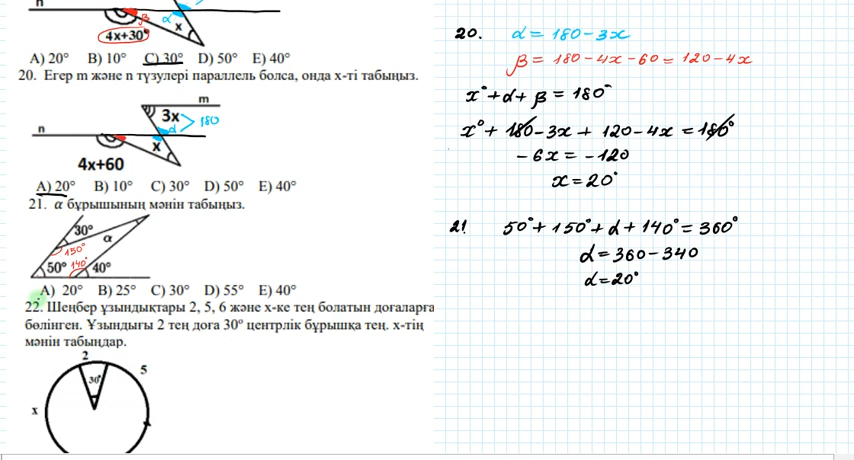 n
β
α
x
4x+30°
A) 20° B) 10° C) 30° D) 50° E) 40°
20. Егер m және n түзулері параллель болса, онда x-ті табыңыз.
m
3x
180
n
α
x
4x+60
A) 20° B) 10° C) 30° D) 50° E) 40°
21. α бұрышының мәнін табыңыз.
30°
α
150°
50° 140° 40°
A) 20° B) 25° C) 30° D) 55° E) 40°
22. Шеңбер ұзындықтары 2, 5, 6 және x-ке тең болатын доғаларға
бөлінген. Ұзындығы 2 тең доға 30° центрлік бұрышқа тең. x-тің
мәнін табыңдар.
2
5
30°
x
20. α = 180-3x
β = 180-4x-60 = 120-4x
x°+α+β = 180°
x°+180-3x+120-4x=180°
-6x=-120
x=20°
21 50°+150°+α+140°=360°
α=360-340
α=20°